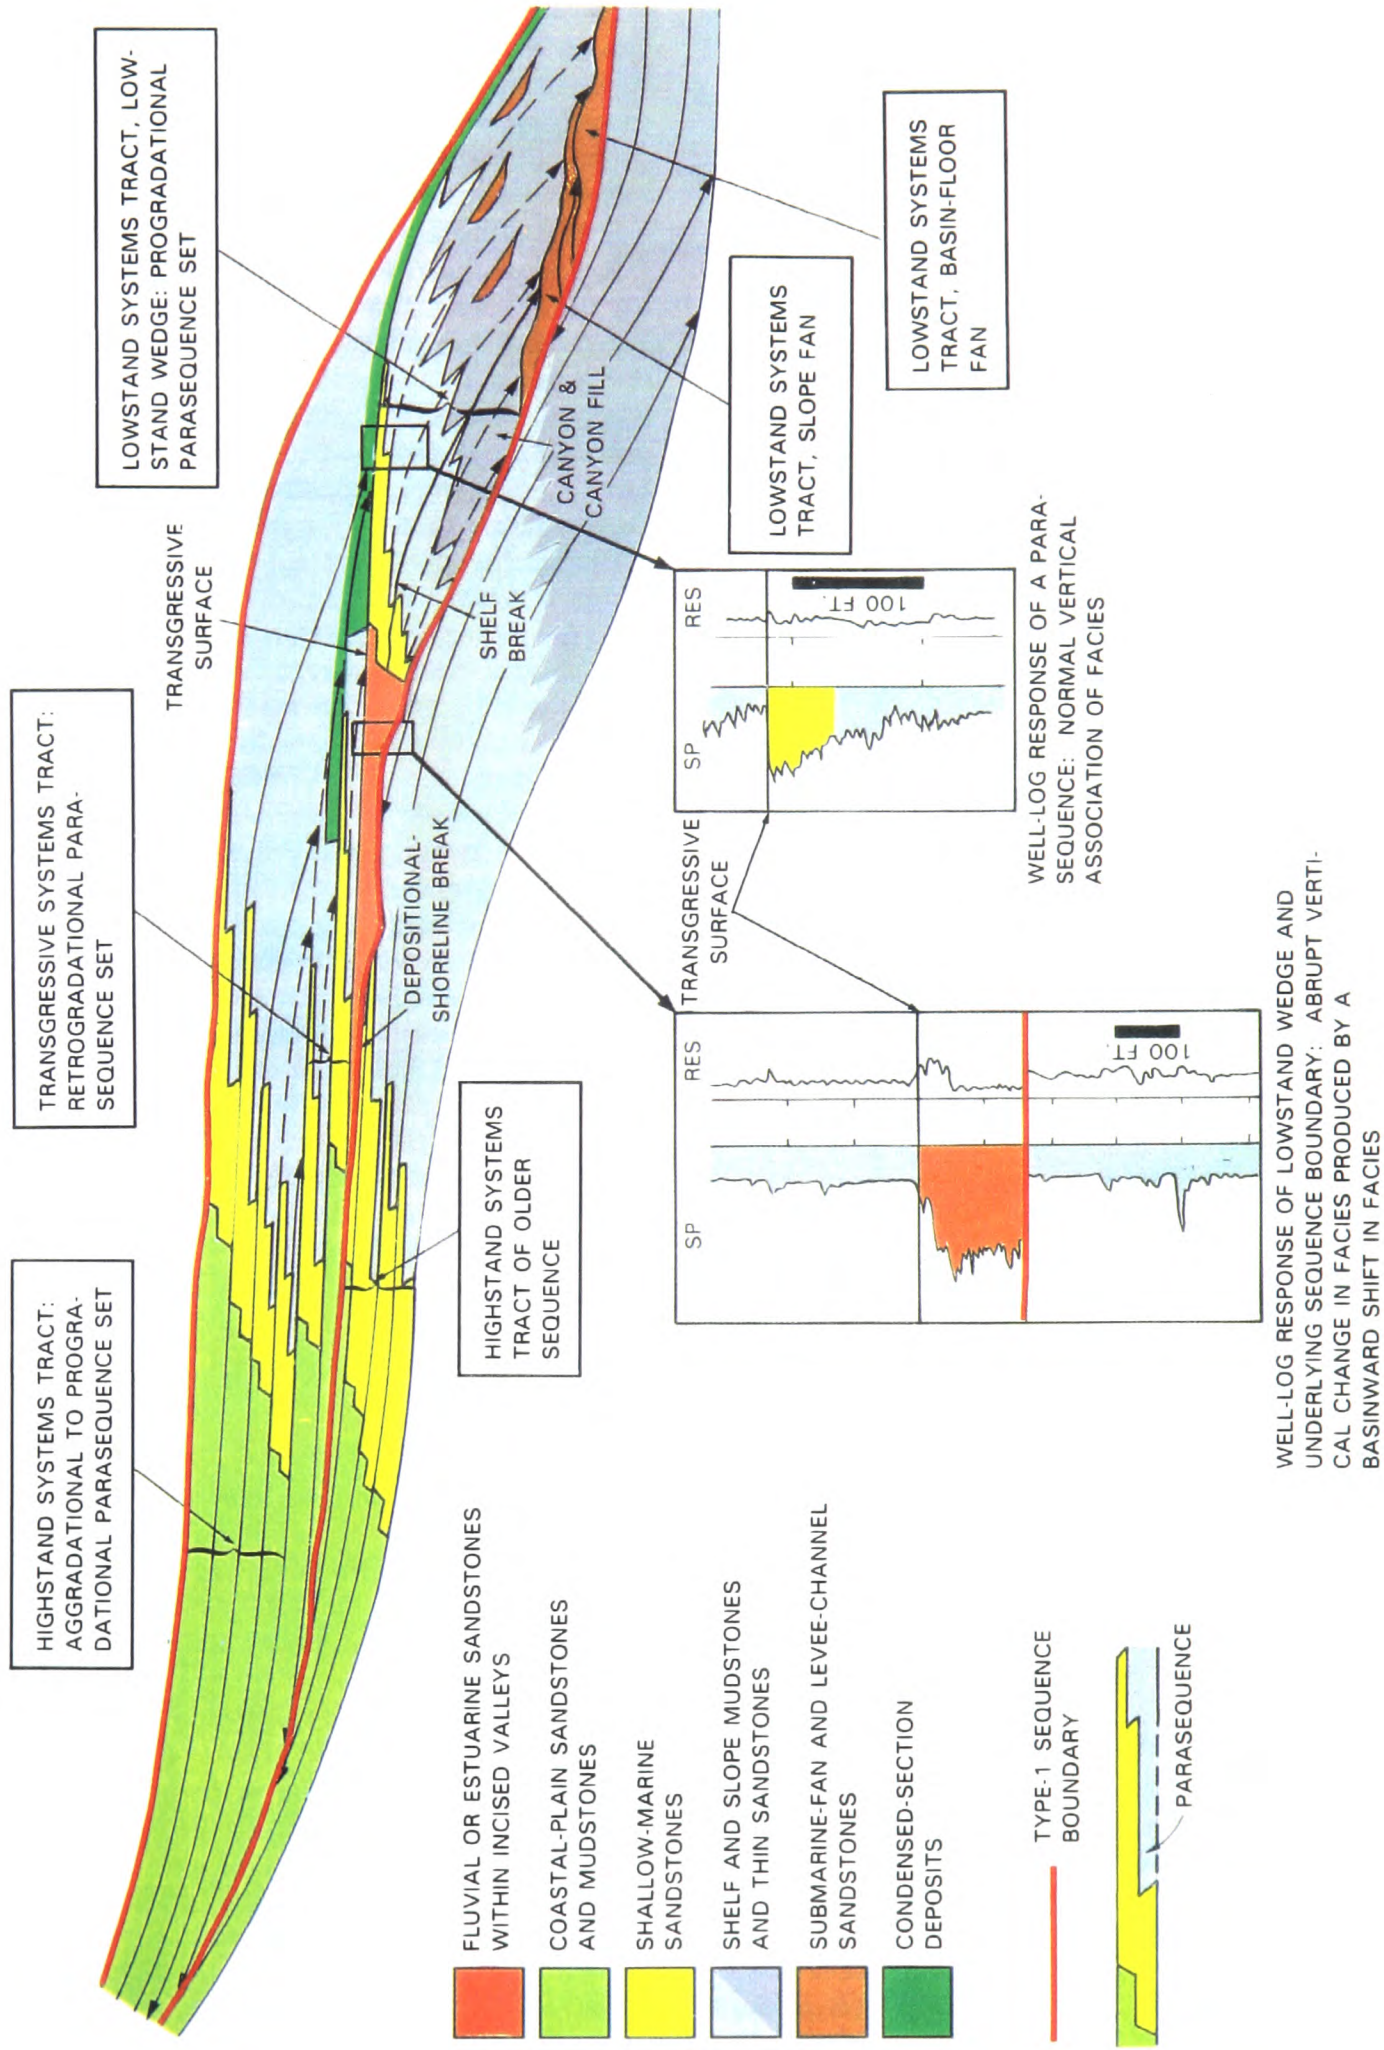 HIGHSTAND SYSTEMS TRACT:
AGGRADATIONAL TO PROGRA-
DATIONAL PARASEQUENCE SET
TRANSGRESSIVE SYSTEMS TRACT:
RETROGRADATIONAL PARA-
SEQUENCE SET
LOWSTAND SYSTEMS TRACT, LOW-
STAND WEDGE: PROGRADATIONAL
PARASEQUENCE SET
TRANSGRESSIVE
SURFACE
DEPOSITIONAL-
SHORELINE BREAK
SHELF
BREAK
CANYON &
CANYON FILL
HIGHSTAND SYSTEMS
TRACT OF OLDER
SEQUENCE
LOWSTAND SYSTEMS
TRACT, SLOPE FAN
LOWSTAND SYSTEMS
TRACT, BASIN-FLOOR
FAN
FLUVIAL OR ESTUARINE SANDSTONES
WITHIN INCISED VALLEYS
COASTAL-PLAIN SANDSTONES
AND MUDSTONES
SHALLOW-MARINE
SANDSTONES
SHELF AND SLOPE MUDSTONES
AND THIN SANDSTONES
SUBMARINE-FAN AND LEVEE-CHANNEL
SANDSTONES
CONDENSED-SECTION
DEPOSITS
TYPE-1 SEQUENCE
BOUNDARY
PARASEQUENCE
SP
RES
100 FT.
TRANSGRESSIVE
SURFACE
SP
RES
100 FT.
WELL-LOG RESPONSE OF A PARA-
SEQUENCE: NORMAL VERTICAL
ASSOCIATION OF FACIES
WELL-LOG RESPONSE OF LOWSTAND WEDGE AND
UNDERLYING SEQUENCE BOUNDARY: ABRUPT VERTI-
CAL CHANGE IN FACIES PRODUCED BY A
BASINWARD SHIFT IN FACIES